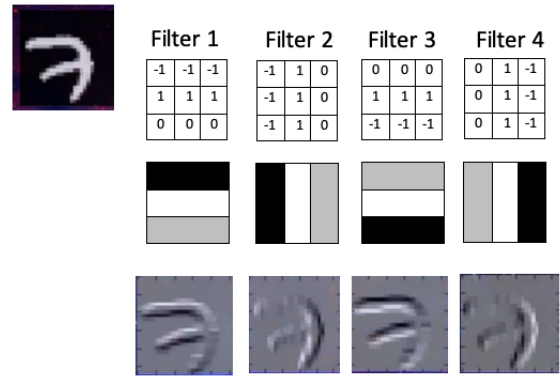 Filter 1 Filter 2 Filter 3 Filter 4
-1 -1 -1 -1 1 0 0 0 0 0 1 -1
1 1 1 -1 1 0 1 1 1 0 1 -1
0 0 0 -1 1 0 -1 -1 -1 0 1 -1